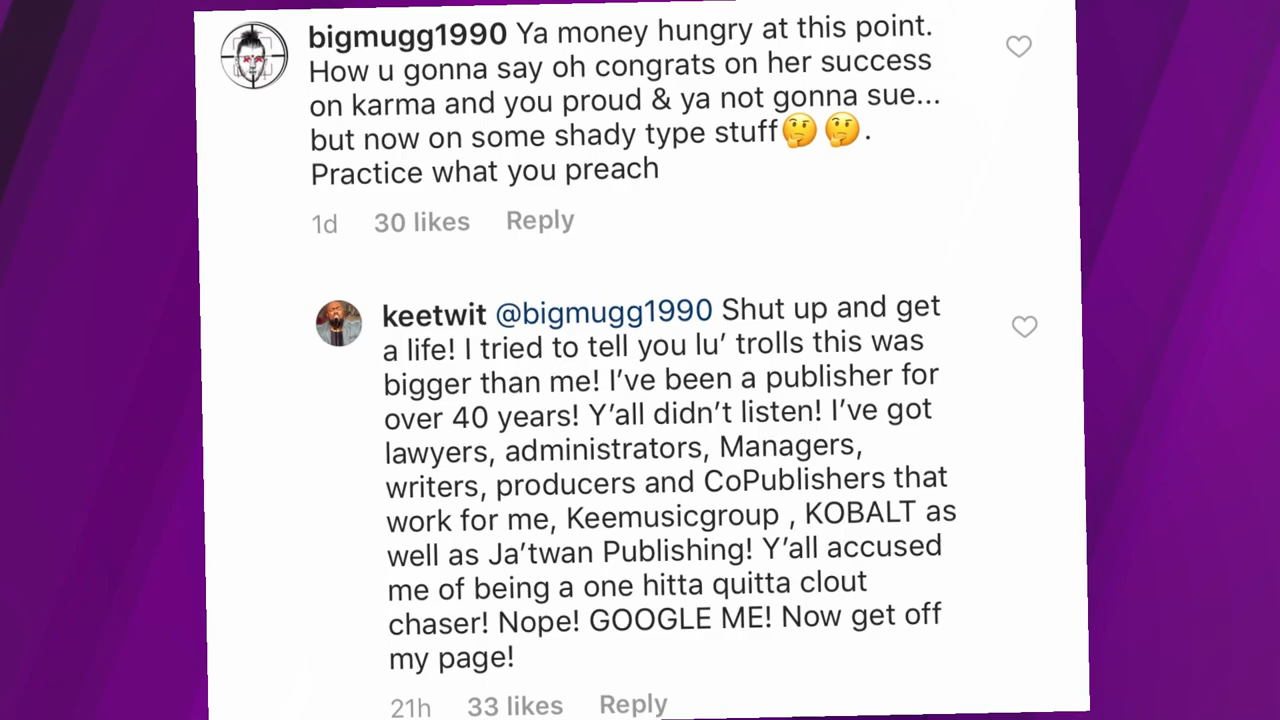 bigmugg1990 Ya money hungry at this point.
How u gonna say oh congrats on her success
on karma and you proud & ya not gonna sue...
but now on some shady type stuff🤔🤔.
Practice what you preach
1d 30 likes Reply
keetwit @bigmugg1990 Shut up and get
a life! I tried to tell you lu’ trolls this was
bigger than me! I’ve been a publisher for
over 40 years! Y’all didn’t listen! I’ve got
lawyers, administrators, Managers,
writers, producers and CoPublishers that
work for me, Keemusicgroup , KOBALT as
well as Ja’twan Publishing! Y’all accused
me of being a one hitta quitta clout
chaser! Nope! GOOGLE ME! Now get off
my page!
21h 33 likes Reply